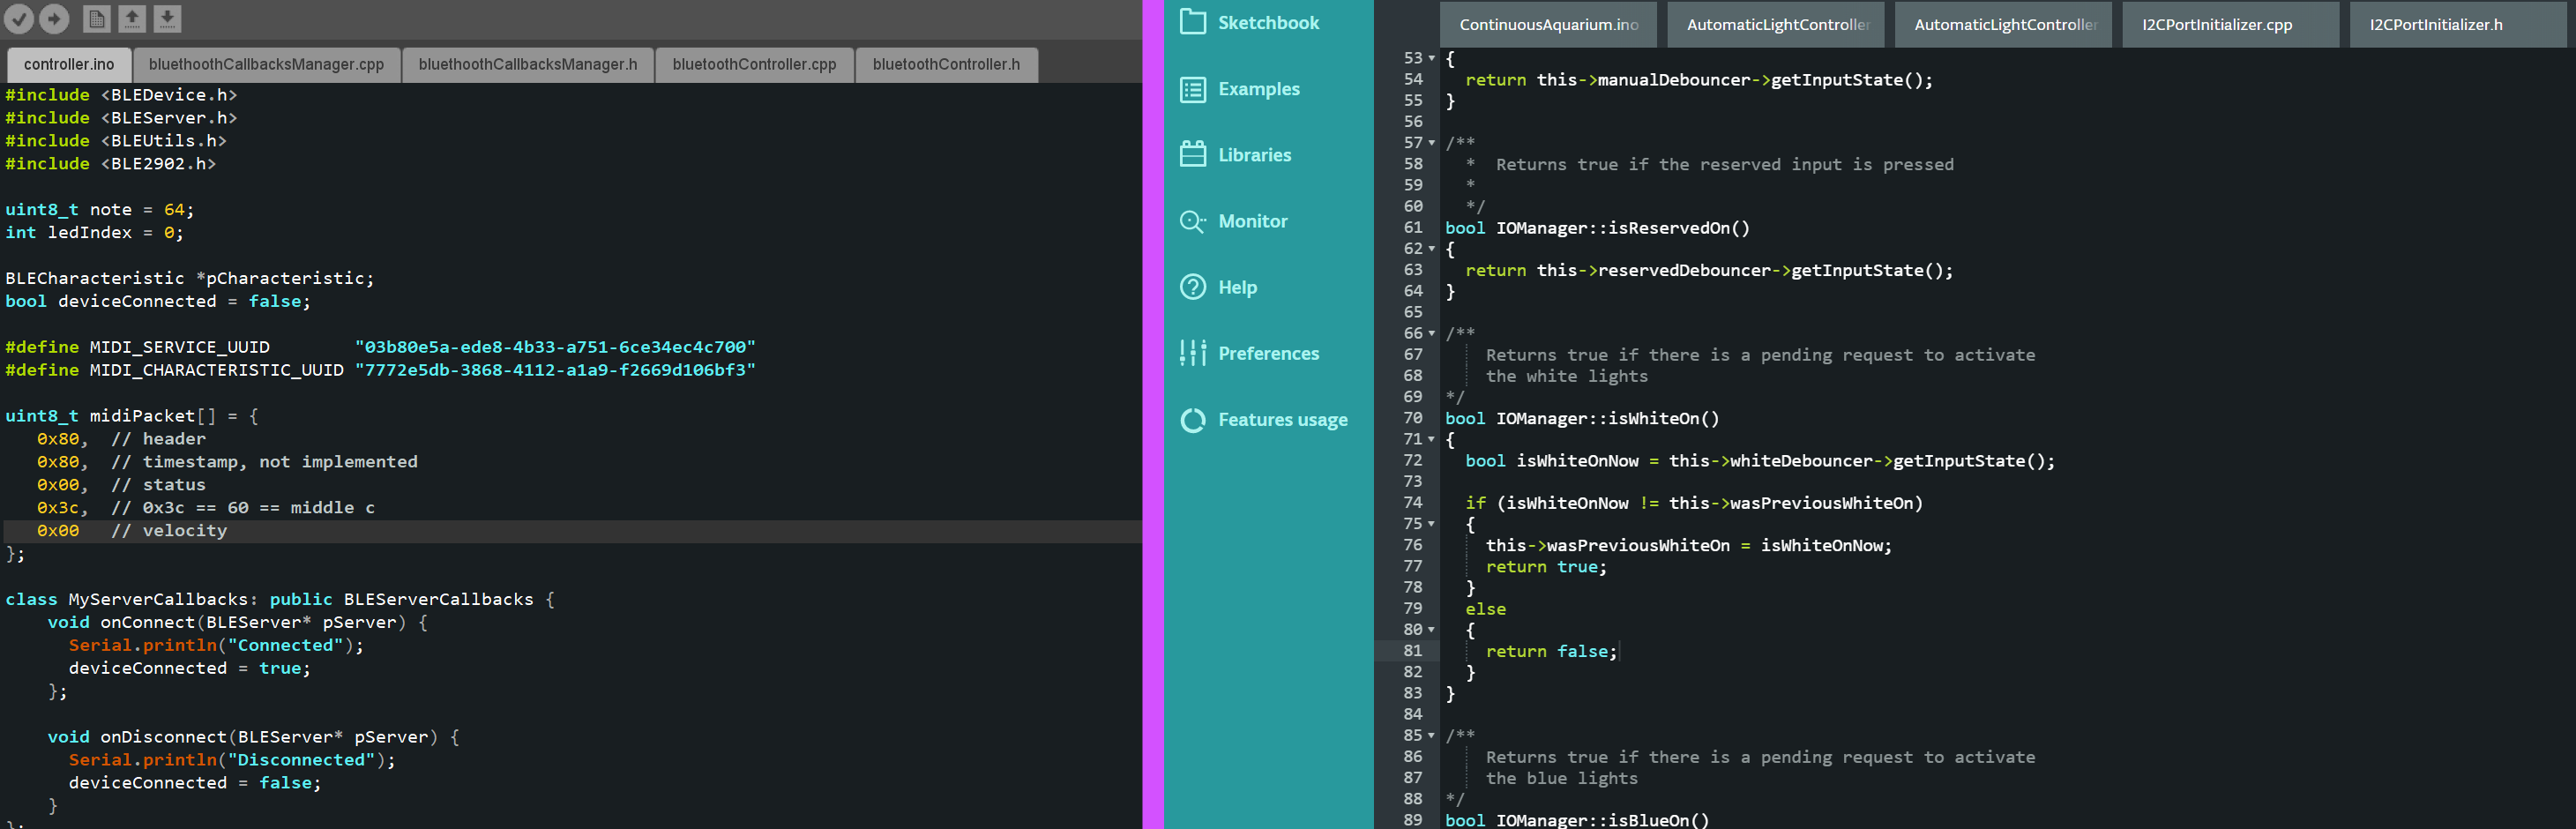 controller.ino bluethoothCallbacksManager.cpp bluethoothCallbacksManager.h bluetoothController.cpp bluetoothController.h
#include <BLEDevice.h>
#include <BLEServer.h>
#include <BLEUtils.h>
#include <BLE2902.h>
uint8_t note = 64;
int ledIndex = 0;
BLECharacteristic *pCharacteristic;
bool deviceConnected = false;
#define MIDI_SERVICE_UUID        "03b80e5a-ede8-4b33-a751-6ce34ec4c700"
#define MIDI_CHARACTERISTIC_UUID "7772e5db-3868-4112-a1a9-f2669d106bf3"
uint8_t midiPacket[] = {
   0x80,  // header
   0x80,  // timestamp, not implemented
   0x00,  // status
   0x3c,  // 0x3c == 60 == middle c
   0x00   // velocity
};
class MyServerCallbacks: public BLEServerCallbacks {
    void onConnect(BLEServer* pServer) {
      Serial.println("Connected");
      deviceConnected = true;
    };
    void onDisconnect(BLEServer* pServer) {
      Serial.println("Disconnected");
      deviceConnected = false;
    }
};
Sketchbook
Examples
Libraries
Monitor
Help
Preferences
Features usage
ContinuousAquarium.ino AutomaticLightController AutomaticLightController I2CPortInitializer.cpp I2CPortInitializer.h
53 {
54   return this->manualDebouncer->getInputState();
55 }
56
57 /**
58   *  Returns true if the reserved input is pressed
59   *
60   */
61 bool IOManager::isReservedOn()
62 {
63   return this->reservedDebouncer->getInputState();
64 }
65
66 /**
67     Returns true if there is a pending request to activate
68     the white lights
69 */
70 bool IOManager::isWhiteOn()
71 {
72   bool isWhiteOnNow = this->whiteDebouncer->getInputState();
73
74   if (isWhiteOnNow != this->wasPreviousWhiteOn)
75   {
76     this->wasPreviousWhiteOn = isWhiteOnNow;
77     return true;
78   }
79   else
80   {
81     return false;
82   }
83 }
84
85 /**
86     Returns true if there is a pending request to activate
87     the blue lights
88 */
89 bool IOManager::isBlueOn()